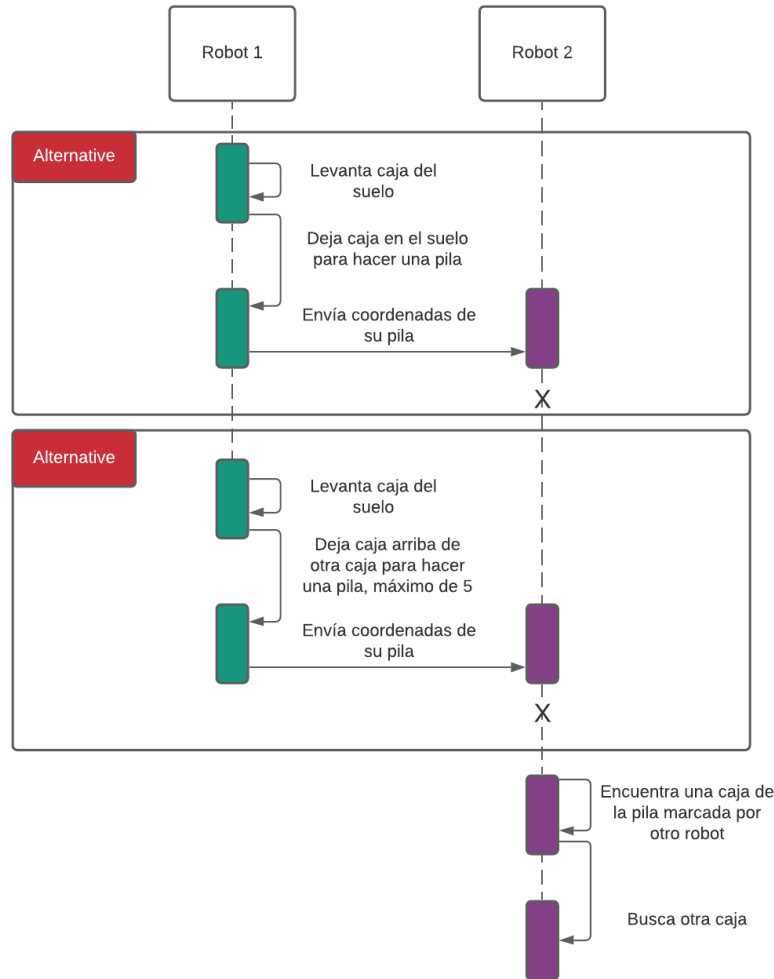 Robot 1
Robot 2
Alternative
Levanta caja del
suelo
Deja caja en el suelo
para hacer una pila
Envía coordenadas de
su pila
X
Alternative
Levanta caja del
suelo
Deja caja arriba de
otra caja para hacer
una pila, máximo de 5
Envía coordenadas de
su pila
X
Encuentra una caja de
la pila marcada por
otro robot
Busca otra caja